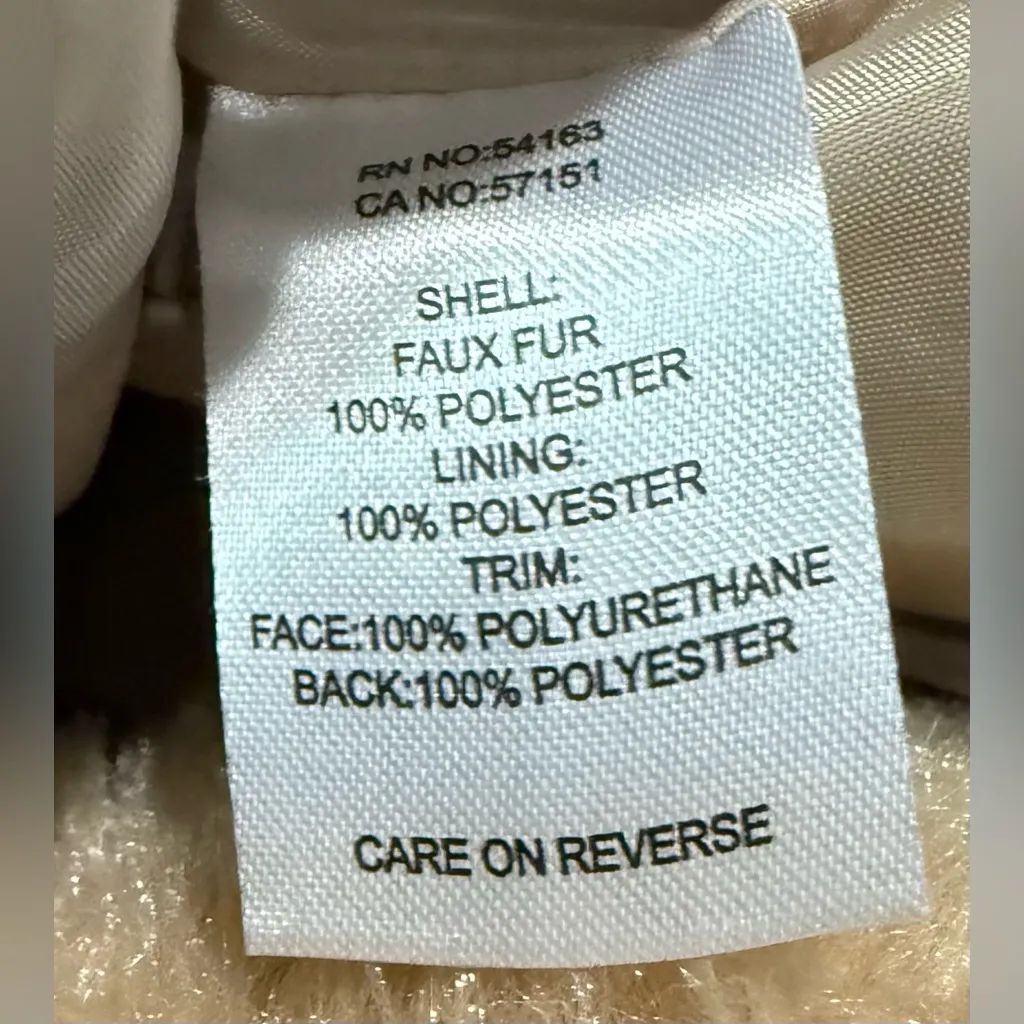 RN NO:54163
CA NO:57151
SHELL:
FAUX FUR
100% POLYESTER
LINING:
100% POLYESTER
TRIM:
FACE:100% POLYURETHANE
BACK:100% POLYESTER
CARE ON REVERSE